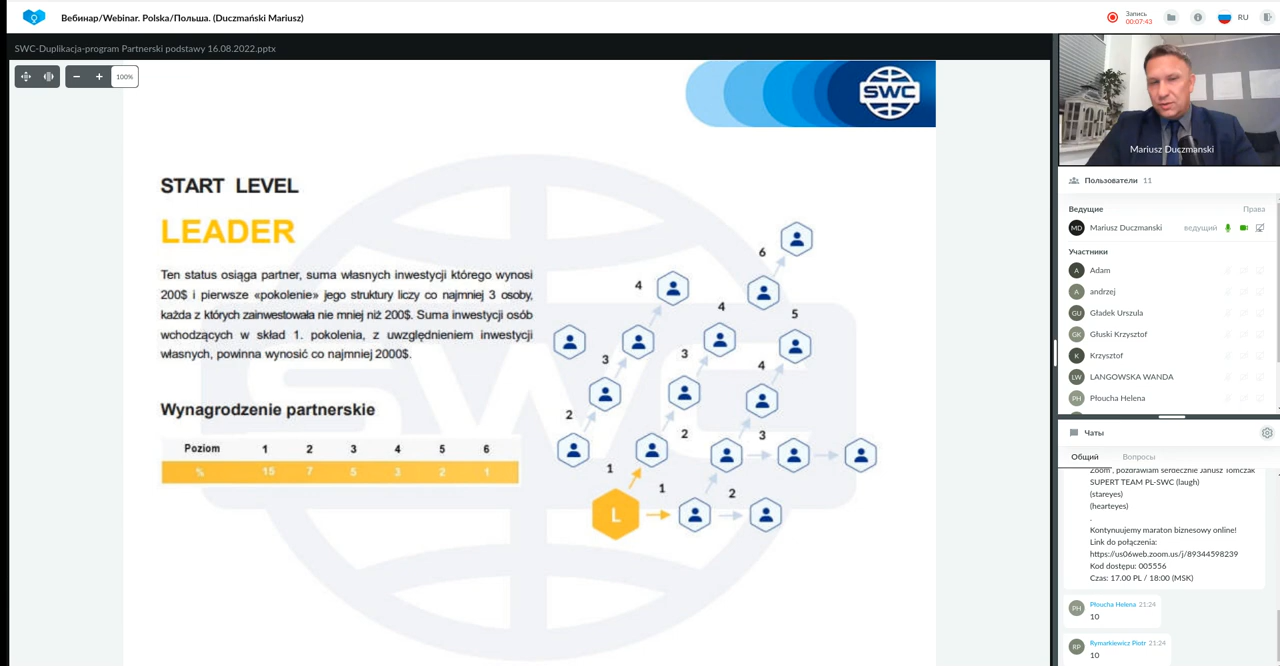 Вебинар/Webinar. Polska/Польша. (Duczmański Mariusz)
Запись
00:07:43
RU
SWC-Duplikacja-program Partnerski podstawy 16.08.2022.pptx
100%
SWC
START LEVEL
LEADER
Ten status osiąga partner, suma własnych inwestycji którego wynosi
200$ i pierwsze «pokolenie» jego struktury liczy co najmniej 3 osoby,
każda z których zainwestowała nie mniej niż 200$. Suma inwestycji osób
wchodzących w skład 1. pokolenia, z uwzględnieniem inwestycji
własnych, powinna wynosić co najmniej 2000$.
Wynagrodzenie partnerskie
Poziom 1 2 3 4 5 6
% 15 7 5 3 2 1
6
4
4
5
3
3
4
2
2
3
1
1
2
L
Mariusz Duczmanski
Пользователи 11
Ведущие Права
MD Mariusz Duczmanski ведущий
Участники
A Adam
A andrzej
GU Gładek Urszula
GK Głuski Krzysztof
K Krzysztof
LW LANGOWSKA WANDA
PH Płoucha Helena
Чаты
Общий Вопросы
Zoom", pozdrawiam serdecznie Janusz Tomczak
SUPERT TEAM PL-SWC (laugh)
(stareyes)
(hearteyes)
.
Kontynuujemy maraton biznesowy online!
Link do połączenia:
https://us06web.zoom.us/j/89344598239
Kod dostępu: 005556
Czas: 17.00 PL / 18:00 (MSK)
PH Płoucha Helena 21:24
10
RP Rymarkiewicz Piotr 21:24
10